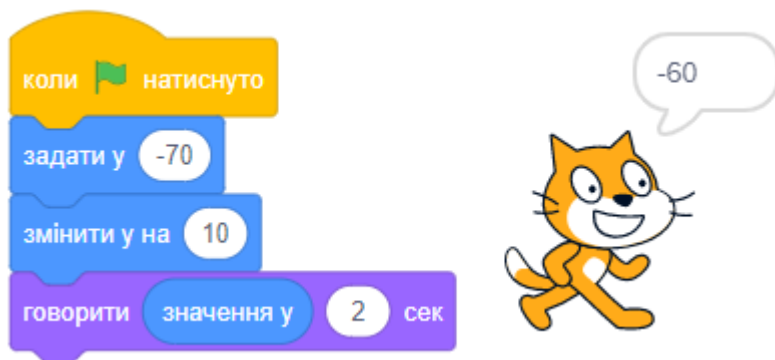 коли натиснуто
задати y -70
змінити y на 10
говорити значення y 2 сек
-60